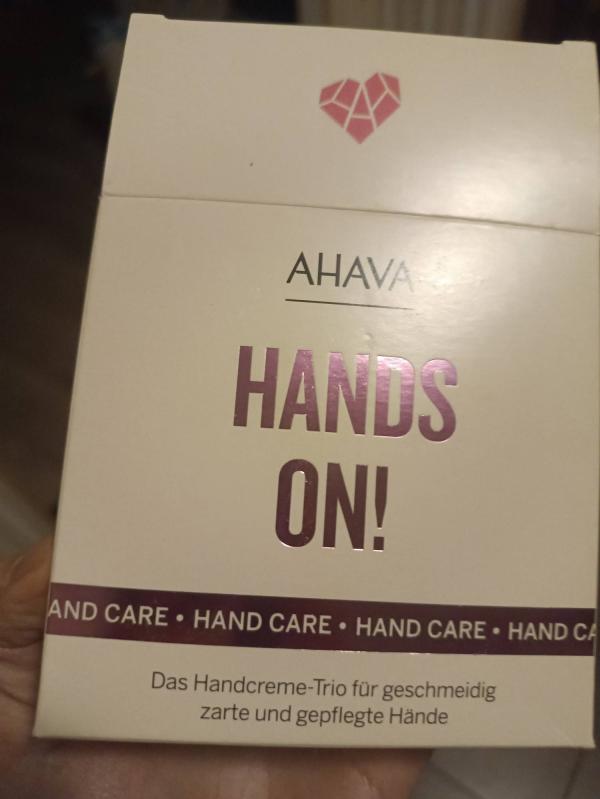 AHAVA
HANDS
ON!
AND CARE • HAND CARE • HAND CARE • HAND CA
Das Handcreme-Trio für geschmeidig
zarte und gepflegte Hände